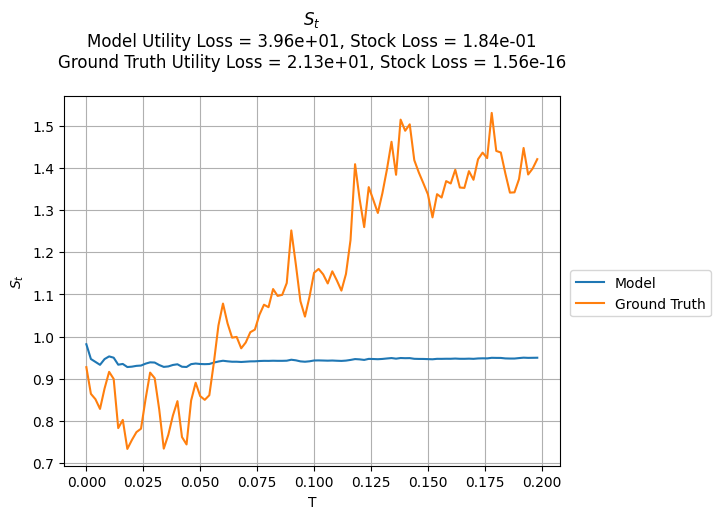 S_t
Model Utility Loss = 3.96e+01, Stock Loss = 1.84e-01
Ground Truth Utility Loss = 2.13e+01, Stock Loss = 1.56e-16
1.5
1.4
1.3
1.2
1.1
1.0
0.9
0.8
0.7
S_t
0.000 0.025 0.050 0.075 0.100 0.125 0.150 0.175 0.200
T
Model
Ground Truth